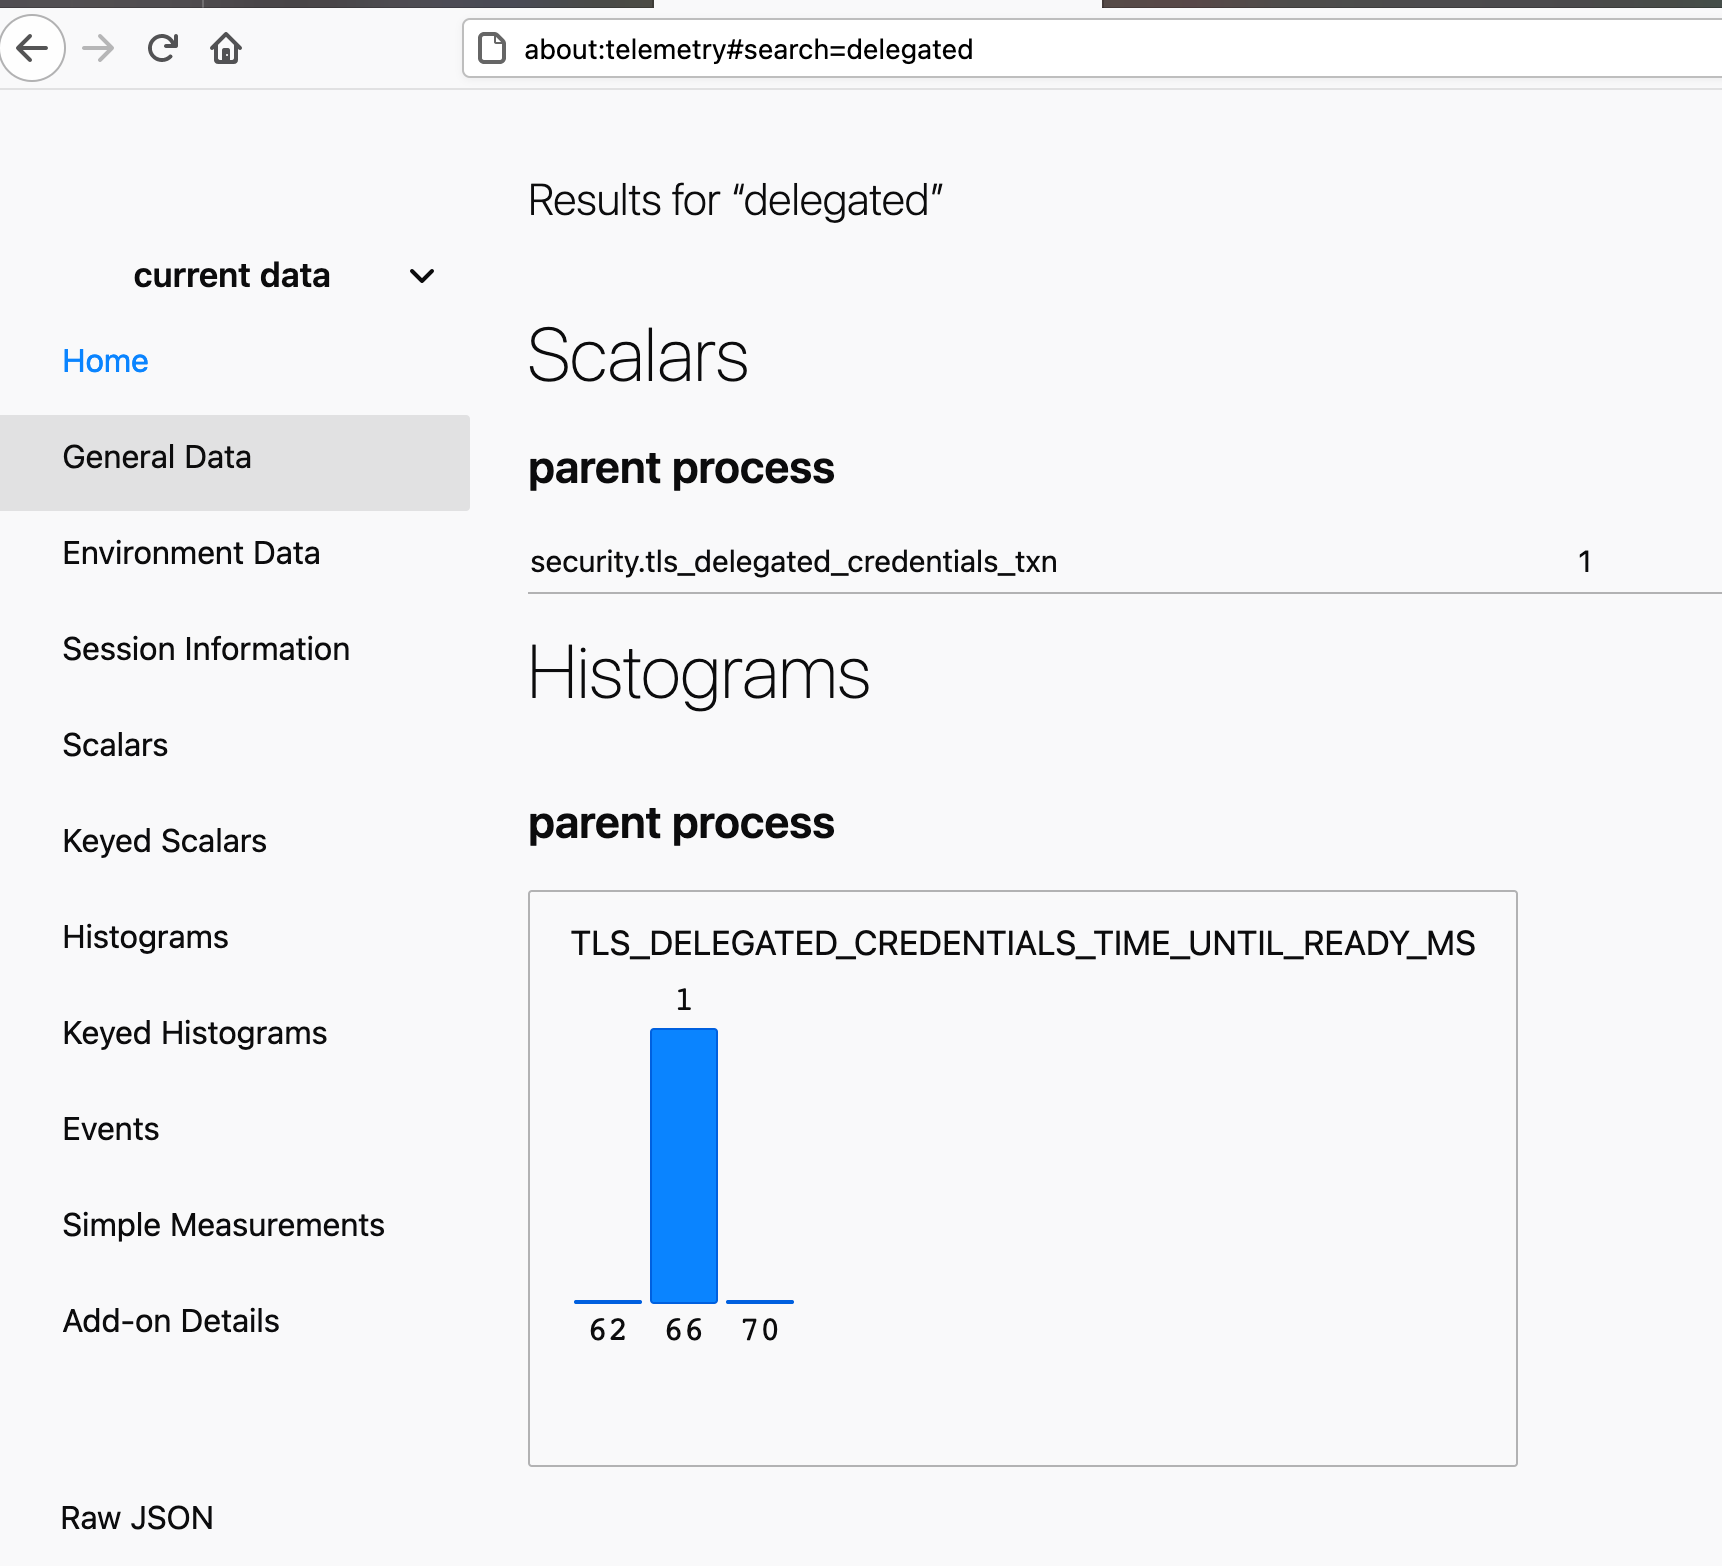 about:telemetry#search=delegated
Results for “delegated”
current data
Home
General Data
Environment Data
Session Information
Scalars
Keyed Scalars
Histograms
Keyed Histograms
Events
Simple Measurements
Add-on Details
Raw JSON
Scalars
parent process
security.tls_delegated_credentials_txn 1
Histograms
parent process
TLS_DELEGATED_CREDENTIALS_TIME_UNTIL_READY_MS
1
62 66 70